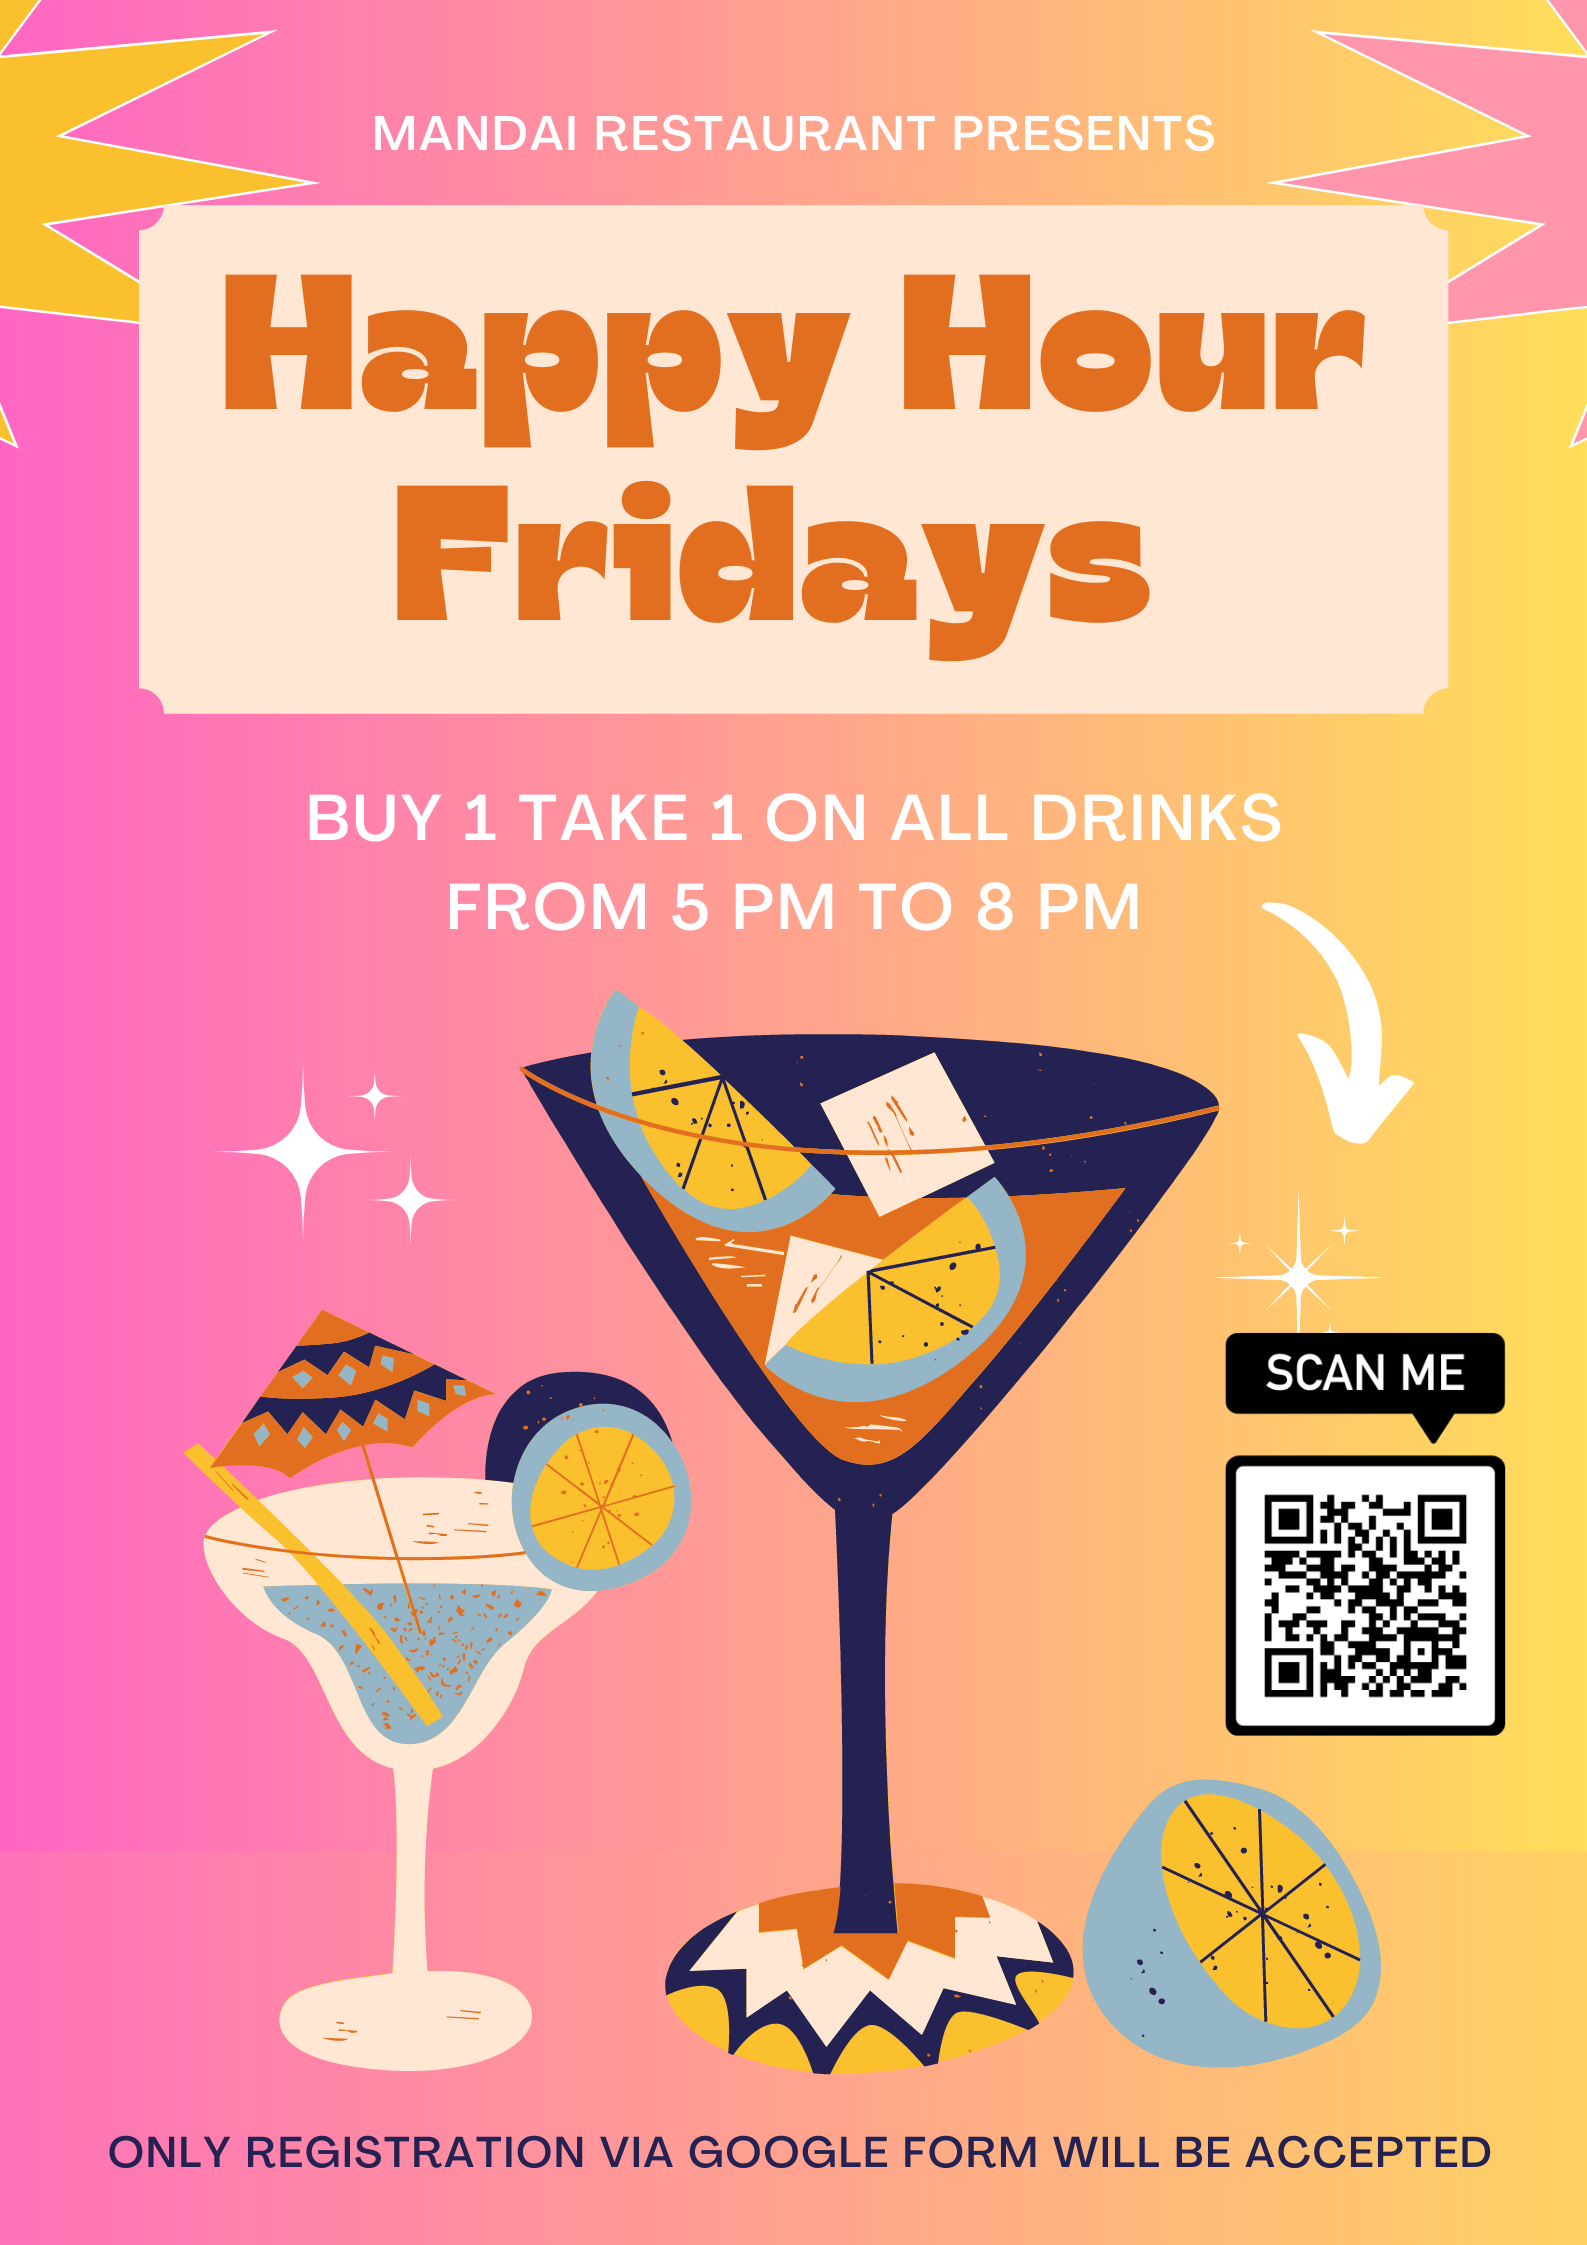 MANDAI RESTAURANT PRESENTS
Happy Hour
Fridays
BUY 1 TAKE 1 ON ALL DRINKS
FROM 5 PM TO 8 PM
SCAN ME
ONLY REGISTRATION VIA GOOGLE FORM WILL BE ACCEPTED